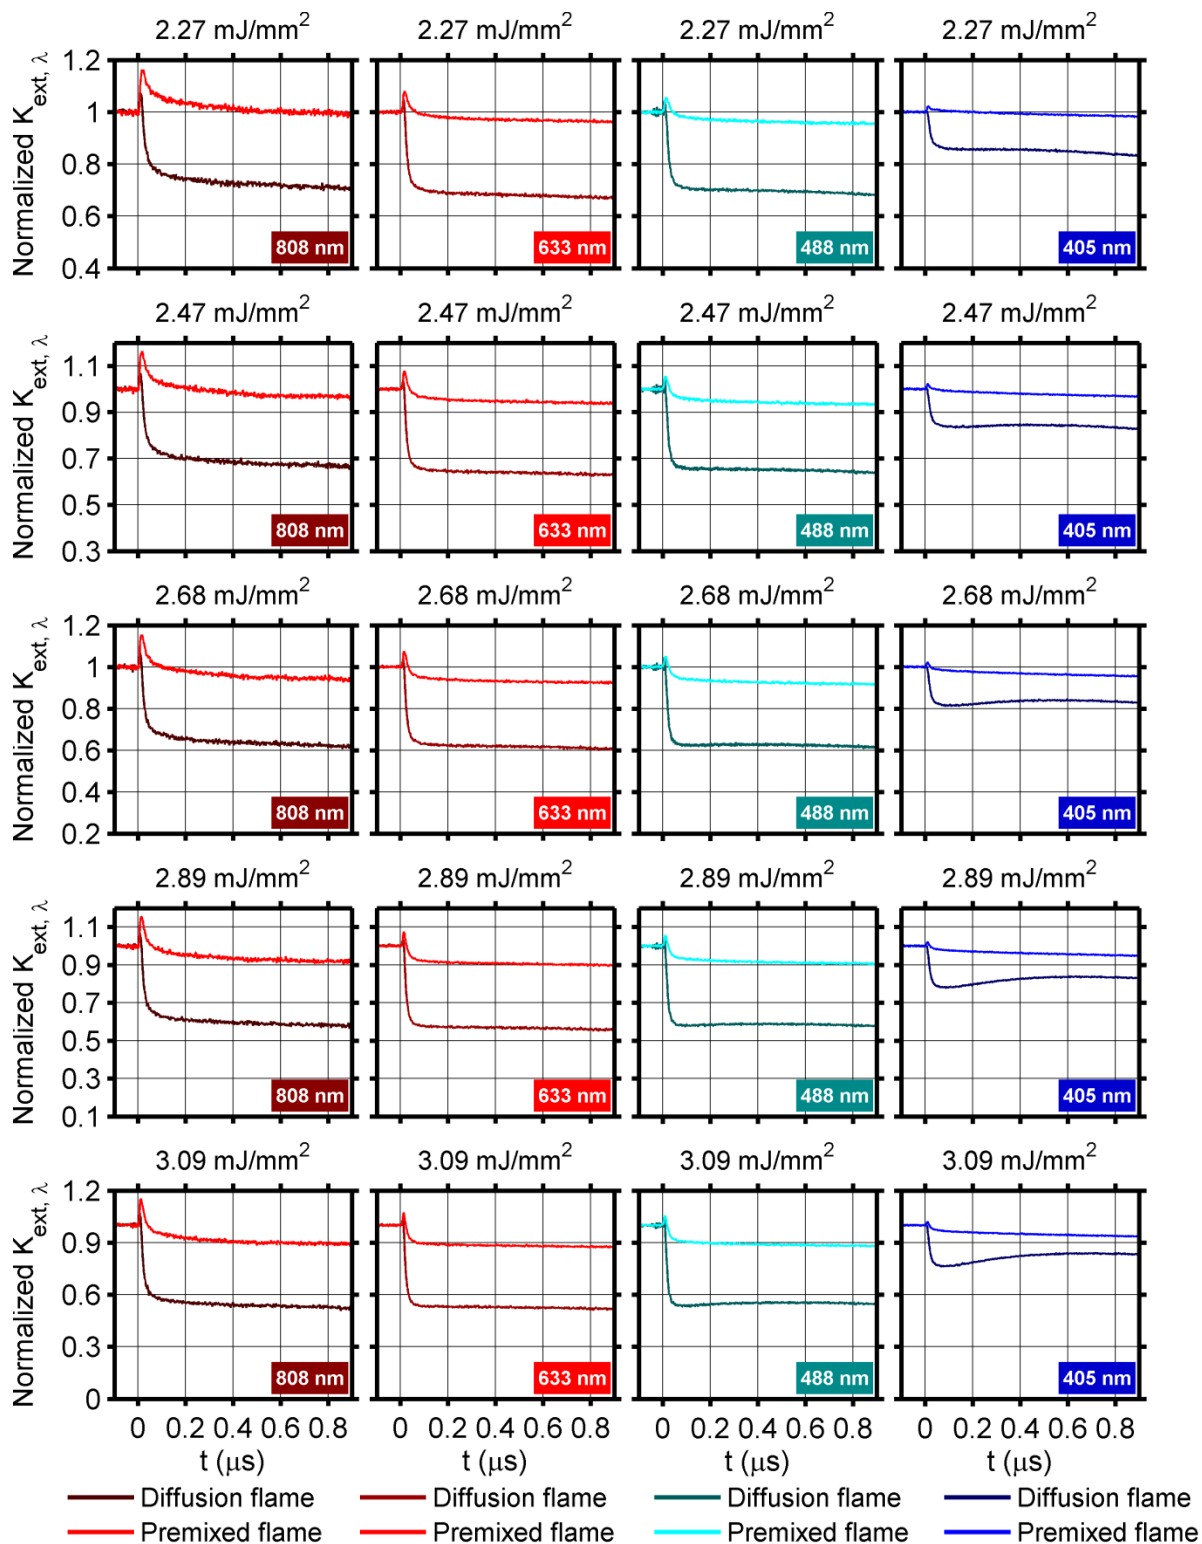 2.27 mJ/mm² 2.27 mJ/mm² 2.27 mJ/mm² 2.27 mJ/mm²
Normalized K_ext, λ
1.2
1
0.8
0.6
0.4
808 nm 633 nm 488 nm 405 nm
2.47 mJ/mm² 2.47 mJ/mm² 2.47 mJ/mm² 2.47 mJ/mm²
Normalized K_ext, λ
1.1
0.9
0.7
0.5
0.3
808 nm 633 nm 488 nm 405 nm
2.68 mJ/mm² 2.68 mJ/mm² 2.68 mJ/mm² 2.68 mJ/mm²
Normalized K_ext, λ
1.2
1
0.8
0.6
0.4
0.2
808 nm 633 nm 488 nm 405 nm
2.89 mJ/mm² 2.89 mJ/mm² 2.89 mJ/mm² 2.89 mJ/mm²
Normalized K_ext, λ
1.1
0.9
0.7
0.5
0.3
0.1
808 nm 633 nm 488 nm 405 nm
3.09 mJ/mm² 3.09 mJ/mm² 3.09 mJ/mm² 3.09 mJ/mm²
Normalized K_ext, λ
1.2
0.9
0.6
0.3
0
808 nm 633 nm 488 nm 405 nm
0 0.2 0.4 0.6 0.8 0 0.2 0.4 0.6 0.8 0 0.2 0.4 0.6 0.8 0 0.2 0.4 0.6 0.8
t (μs) t (μs) t (μs) t (μs)
Diffusion flame Diffusion flame Diffusion flame Diffusion flame
Premixed flame Premixed flame Premixed flame Premixed flame